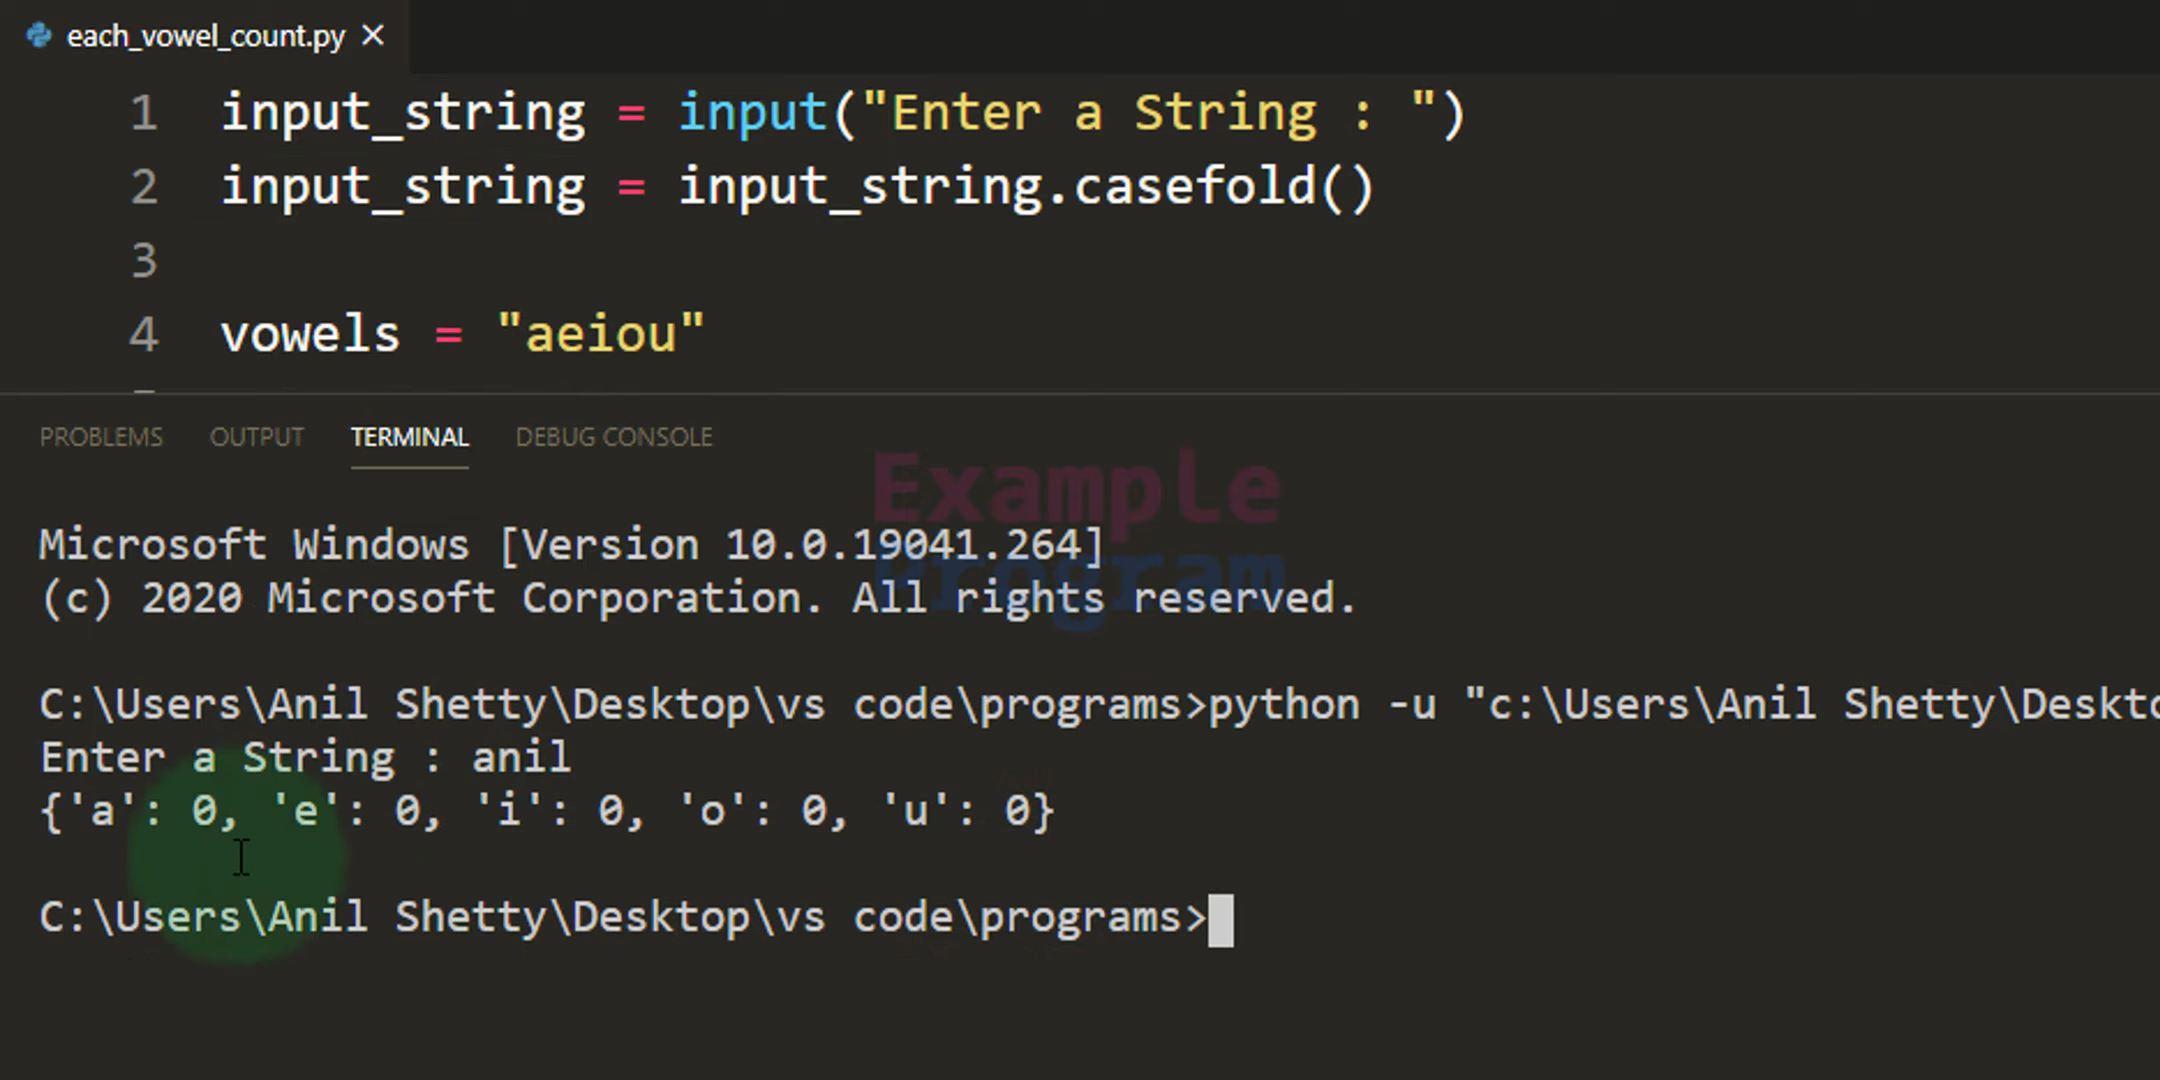 each_vowel_count.py ×
1 input_string = input("Enter a String : ")
2 input_string = input_string.casefold()
3
4 vowels = "aeiou"
PROBLEMS OUTPUT TERMINAL DEBUG CONSOLE
Example
Program
Microsoft Windows [Version 10.0.19041.264]
(c) 2020 Microsoft Corporation. All rights reserved.
C:\Users\Anil Shetty\Desktop\vs code\programs>python -u "c:\Users\Anil Shetty\Deskto
Enter a String : anil
{'a': 0, 'e': 0, 'i': 0, 'o': 0, 'u': 0}
C:\Users\Anil Shetty\Desktop\vs code\programs>